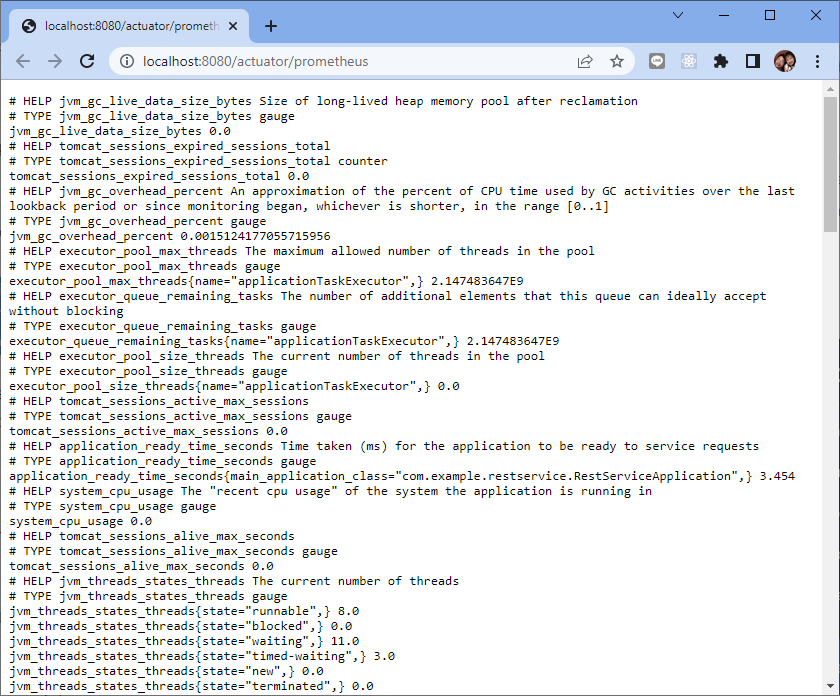 localhost:8080/actuator/prometh
localhost:8080/actuator/prometheus
# HELP jvm_gc_live_data_size_bytes Size of long-lived heap memory pool after reclamation
# TYPE jvm_gc_live_data_size_bytes gauge
jvm_gc_live_data_size_bytes 0.0
# HELP tomcat_sessions_expired_sessions_total
# TYPE tomcat_sessions_expired_sessions_total counter
tomcat_sessions_expired_sessions_total 0.0
# HELP jvm_gc_overhead_percent An approximation of the percent of CPU time used by GC activities over the last
lookback period or since monitoring began, whichever is shorter, in the range [0..1]
# TYPE jvm_gc_overhead_percent gauge
jvm_gc_overhead_percent 0.0015124177055715956
# HELP executor_pool_max_threads The maximum allowed number of threads in the pool
# TYPE executor_pool_max_threads gauge
executor_pool_max_threads{name="applicationTaskExecutor",} 2.147483647E9
# HELP executor_queue_remaining_tasks The number of additional elements that this queue can ideally accept
without blocking
# TYPE executor_queue_remaining_tasks gauge
executor_queue_remaining_tasks{name="applicationTaskExecutor",} 2.147483647E9
# HELP executor_pool_size_threads The current number of threads in the pool
# TYPE executor_pool_size_threads gauge
executor_pool_size_threads{name="applicationTaskExecutor",} 0.0
# HELP tomcat_sessions_active_max_sessions
# TYPE tomcat_sessions_active_max_sessions gauge
tomcat_sessions_active_max_sessions 0.0
# HELP application_ready_time_seconds Time taken (ms) for the application to be ready to service requests
# TYPE application_ready_time_seconds gauge
application_ready_time_seconds{main_application_class="com.example.restservice.RestServiceApplication",} 3.454
# HELP system_cpu_usage The "recent cpu usage" of the system the application is running in
# TYPE system_cpu_usage gauge
system_cpu_usage 0.0
# HELP tomcat_sessions_alive_max_seconds
# TYPE tomcat_sessions_alive_max_seconds gauge
tomcat_sessions_alive_max_seconds 0.0
# HELP jvm_threads_states_threads The current number of threads
# TYPE jvm_threads_states_threads gauge
jvm_threads_states_threads{state="runnable",} 8.0
jvm_threads_states_threads{state="blocked",} 0.0
jvm_threads_states_threads{state="waiting",} 11.0
jvm_threads_states_threads{state="timed-waiting",} 3.0
jvm_threads_states_threads{state="new",} 0.0
jvm_threads_states_threads{state="terminated",} 0.0